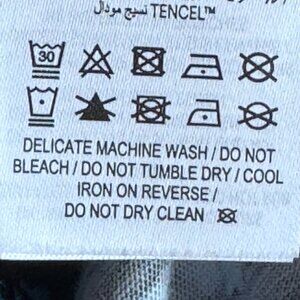 نسيج مودال TENCEL™
30
DELICATE MACHINE WASH / DO NOT
BLEACH / DO NOT TUMBLE DRY / COOL
IRON ON REVERSE /
DO NOT DRY CLEAN